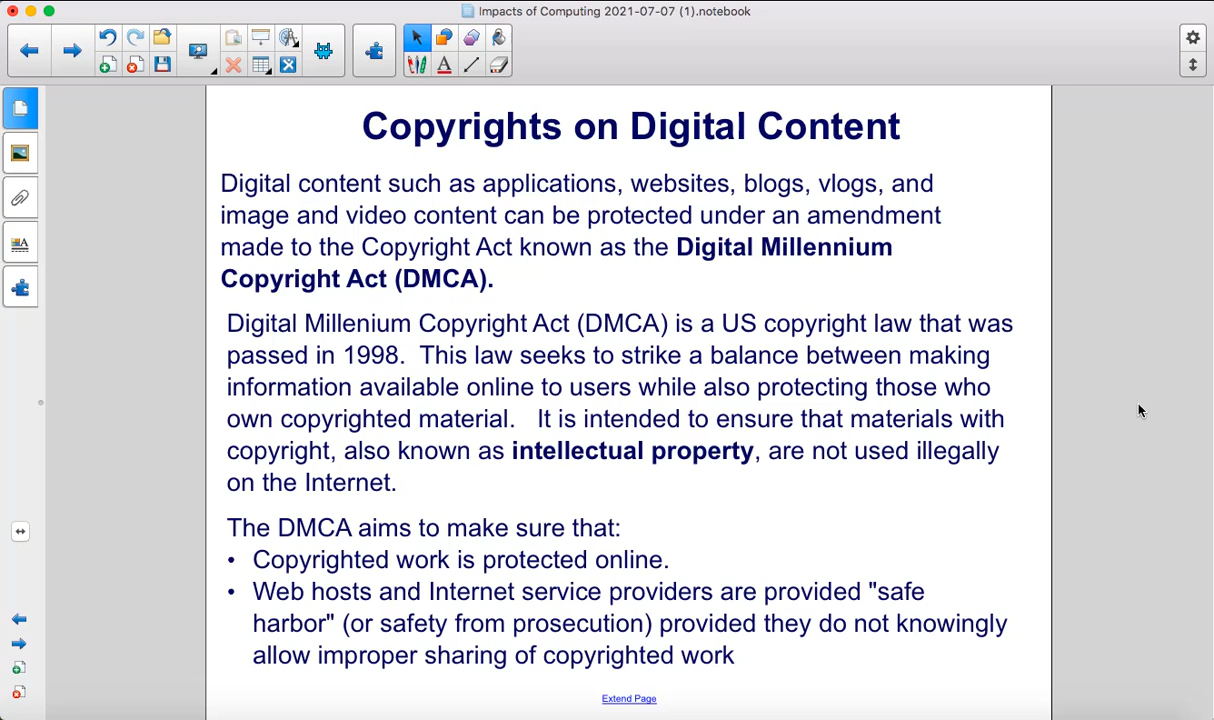 Impacts of Computing 2021-07-07 (1).notebook
Copyrights on Digital Content
Digital content such as applications, websites, blogs, vlogs, and
image and video content can be protected under an amendment
made to the Copyright Act known as the Digital Millennium
Copyright Act (DMCA).
Digital Millenium Copyright Act (DMCA) is a US copyright law that was
passed in 1998. This law seeks to strike a balance between making
information available online to users while also protecting those who
own copyrighted material. It is intended to ensure that materials with
copyright, also known as intellectual property, are not used illegally
on the Internet.
The DMCA aims to make sure that:
• Copyrighted work is protected online.
• Web hosts and Internet service providers are provided "safe
harbor" (or safety from prosecution) provided they do not knowingly
allow improper sharing of copyrighted work
Extend Page